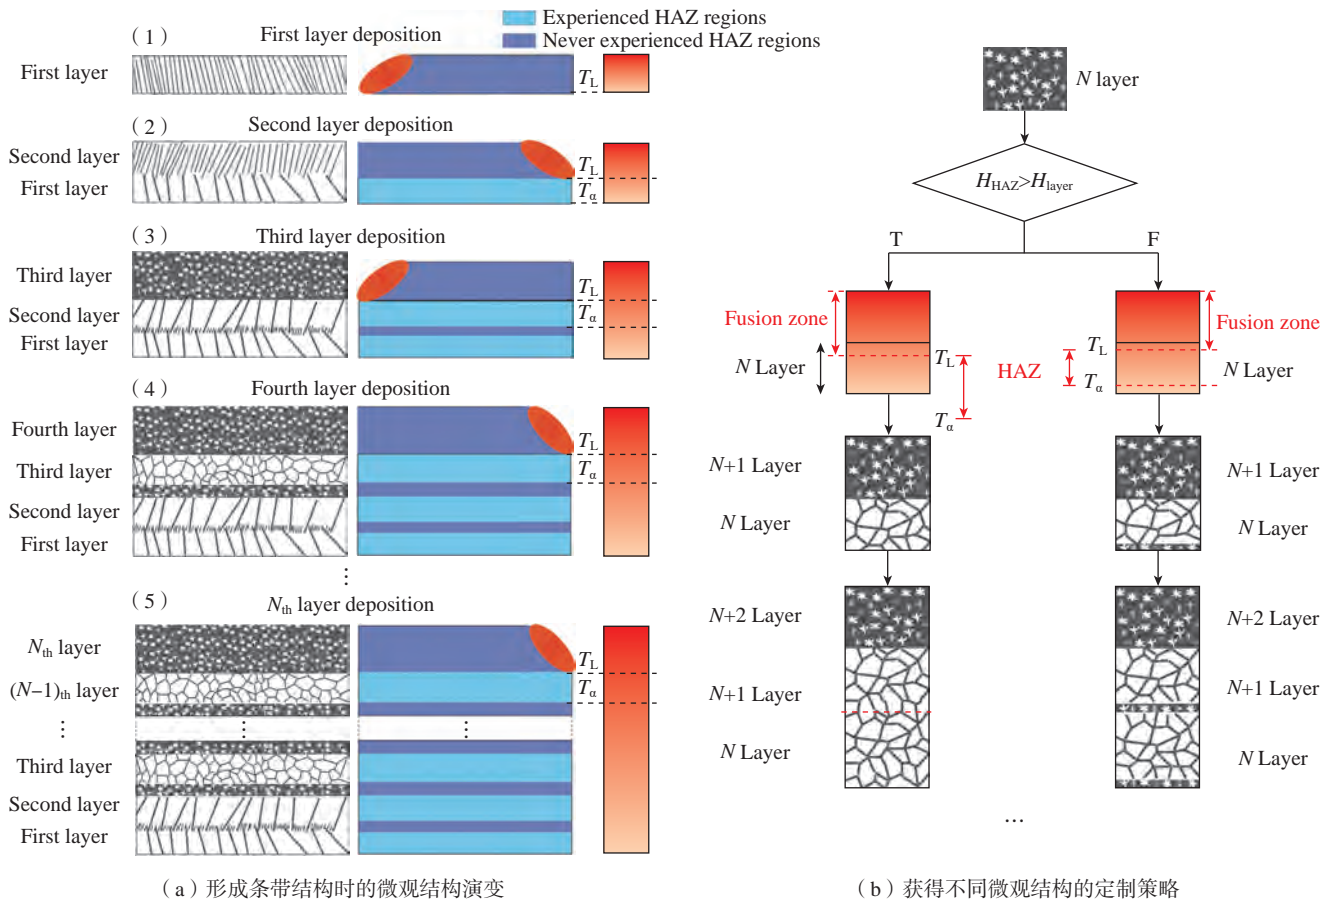 Experienced HAZ regions
Never experienced HAZ regions
（1）
First layer deposition
First layer
T_L
（2）
Second layer deposition
Second layer
First layer
T_L
T_α
（3）
Third layer deposition
Third layer
Second layer
First layer
T_L
T_α
（4）
Fourth layer deposition
Fourth layer
Third layer
Second layer
First layer
T_L
T_α
⋮
（5）
N_th layer deposition
N_th layer
(N−1)_th layer
⋮ ⋮ ⋮
Third layer
Second layer
First layer
T_L
T_α
（a）形成条带结构时的微观结构演变
N layer
H_HAZ>H_layer
T
F
Fusion zone
N Layer
T_L
T_α
HAZ
Fusion zone
T_L
T_α
N Layer
N+1 Layer
N Layer
N+1 Layer
N Layer
N+2 Layer
N+1 Layer
N Layer
N+2 Layer
N+1 Layer
N Layer
…
（b）获得不同微观结构的定制策略